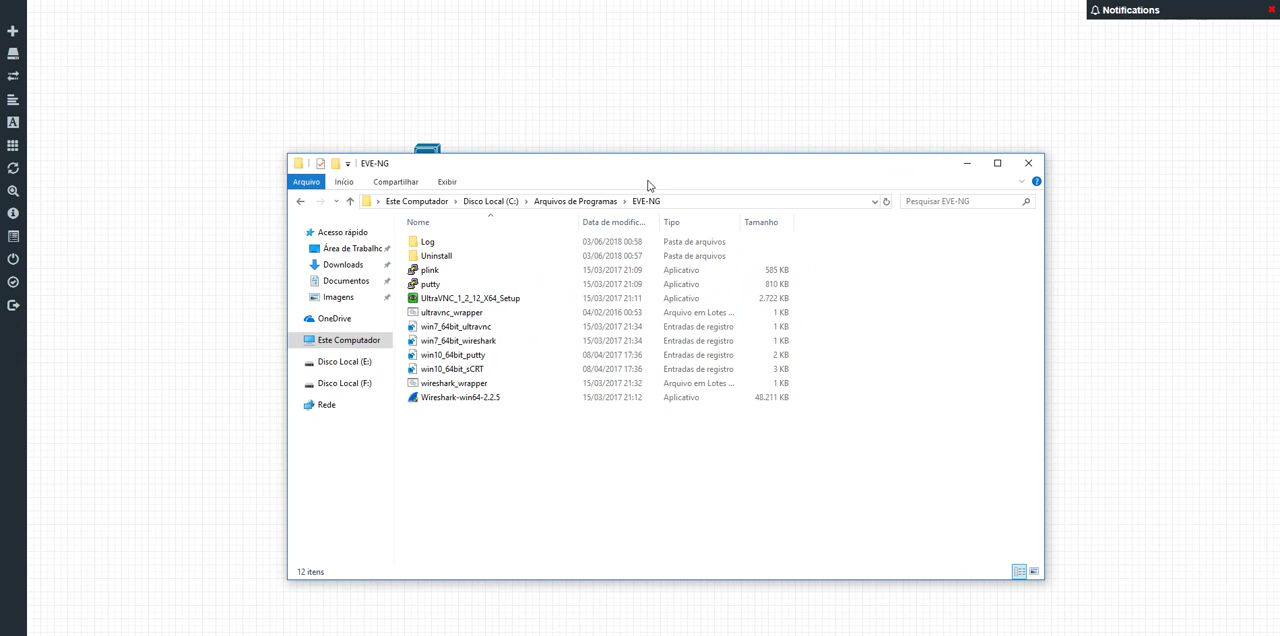 Notifications
EVE-NG
Arquivo Início Compartilhar Exibir
Este Computador Disco Local (C:) Arquivos de Programas EVE-NG Pesquisar EVE-NG
Nome Data de modific... Tipo Tamanho
Acesso rápido
Área de Trabalhc
Downloads
Documentos
Imagens
OneDrive
Este Computador
Disco Local (E:)
Disco Local (F:)
Rede
Log 03/06/2018 00:58 Pasta de arquivos
Uninstall 03/06/2018 00:57 Pasta de arquivos
plink 15/03/2017 21:09 Aplicativo 585 KB
putty 15/03/2017 21:09 Aplicativo 810 KB
UltraVNC_1_2_12_X64_Setup 15/03/2017 21:11 Aplicativo 2.722 KB
ultravnc_wrapper 04/02/2016 00:53 Arquivo em Lotes ... 1 KB
win7_64bit_ultravnc 15/03/2017 21:34 Entradas de registro 1 KB
win7_64bit_wireshark 15/03/2017 21:34 Entradas de registro 1 KB
win10_64bit_putty 08/04/2017 17:36 Entradas de registro 2 KB
win10_64bit_sCRT 08/04/2017 17:36 Entradas de registro 3 KB
wireshark_wrapper 15/03/2017 21:32 Arquivo em Lotes ... 1 KB
Wireshark-win64-2.2.5 15/03/2017 21:12 Aplicativo 48.211 KB
12 itens